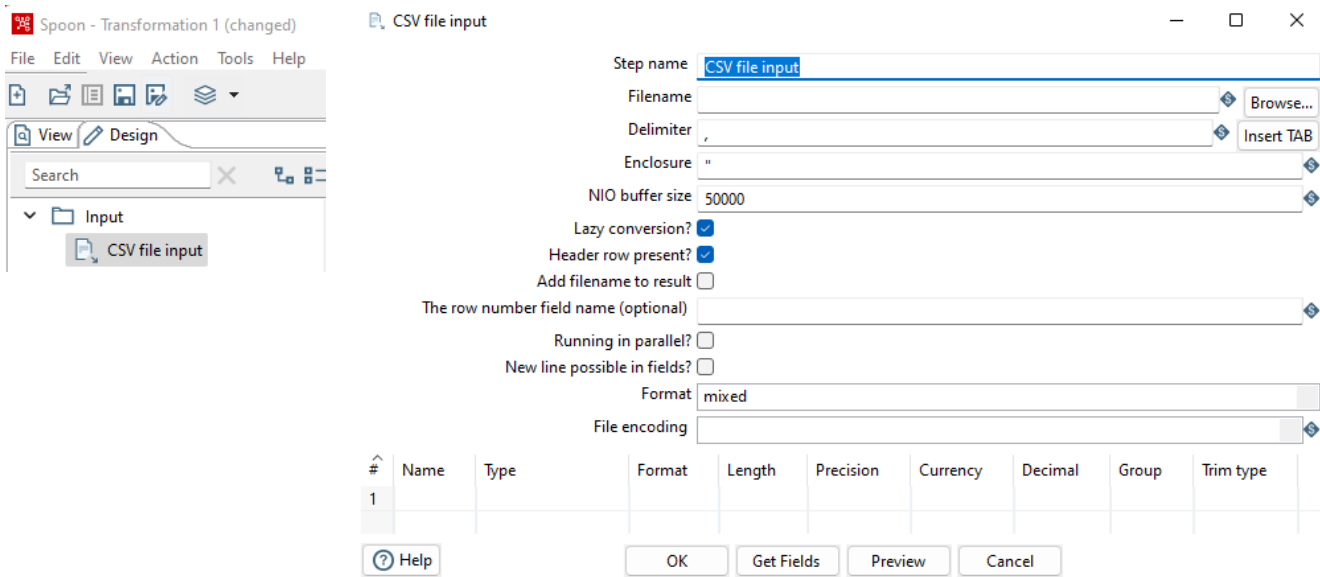 Spoon - Transformation 1 (changed)
File Edit View Action Tools Help
View Design
Search
Input
CSV file input
CSV file input
Step name CSV file input
Filename Browse...
Delimiter , Insert TAB
Enclosure "
NIO buffer size 50000
Lazy conversion?
Header row present?
Add filename to result
The row number field name (optional)
Running in parallel?
New line possible in fields?
Format mixed
File encoding
# Name Type Format Length Precision Currency Decimal Group Trim type
1
Help OK Get Fields Preview Cancel